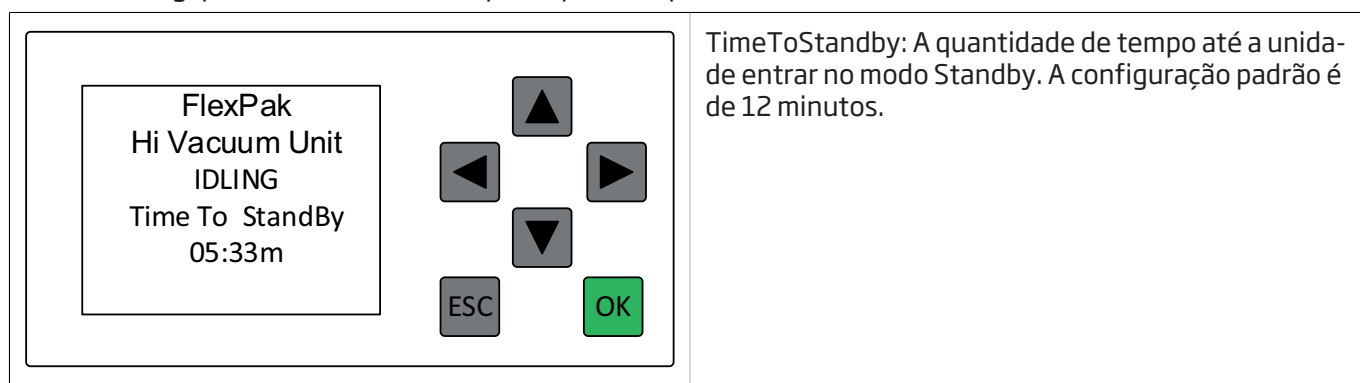 FlexPak
Hi Vacuum Unit
IDLING
Time To StandBy
05:33m
ESC
OK
TimeToStandby: A quantidade de tempo até a unida-
de entrar no modo Standby. A configuração padrão é
de 12 minutos.